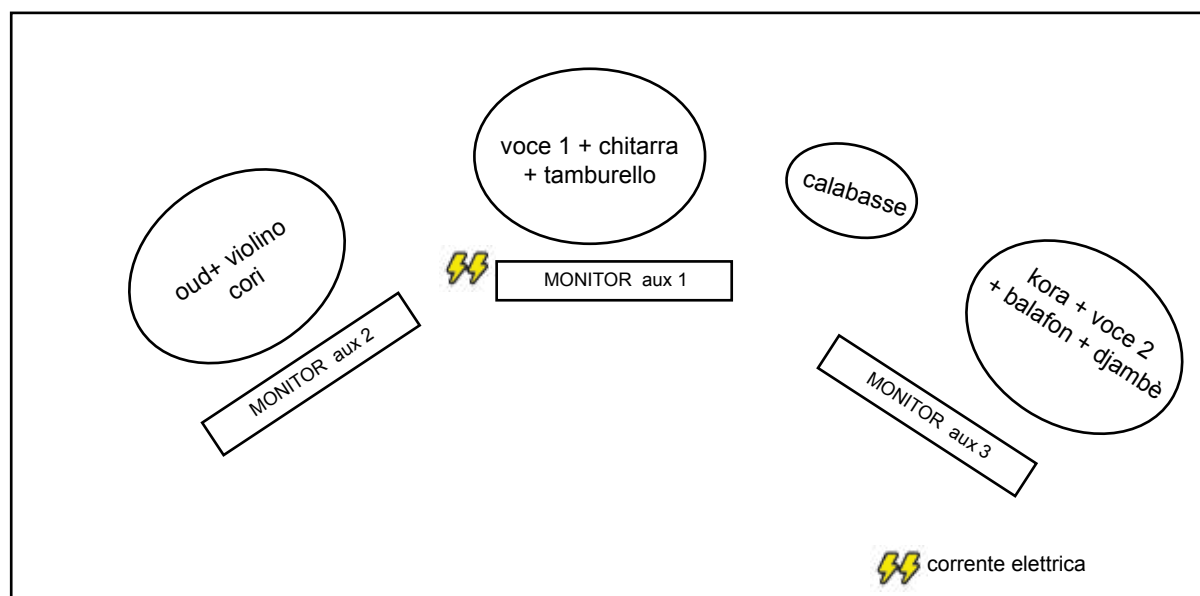 voce 1 + chitarra
+ tamburello
calabasse
oud+ violino
cori
MONITOR aux 1
kora + voce 2
+ balafon + djambè
MONITOR aux 2
MONITOR aux 3
corrente elettrica